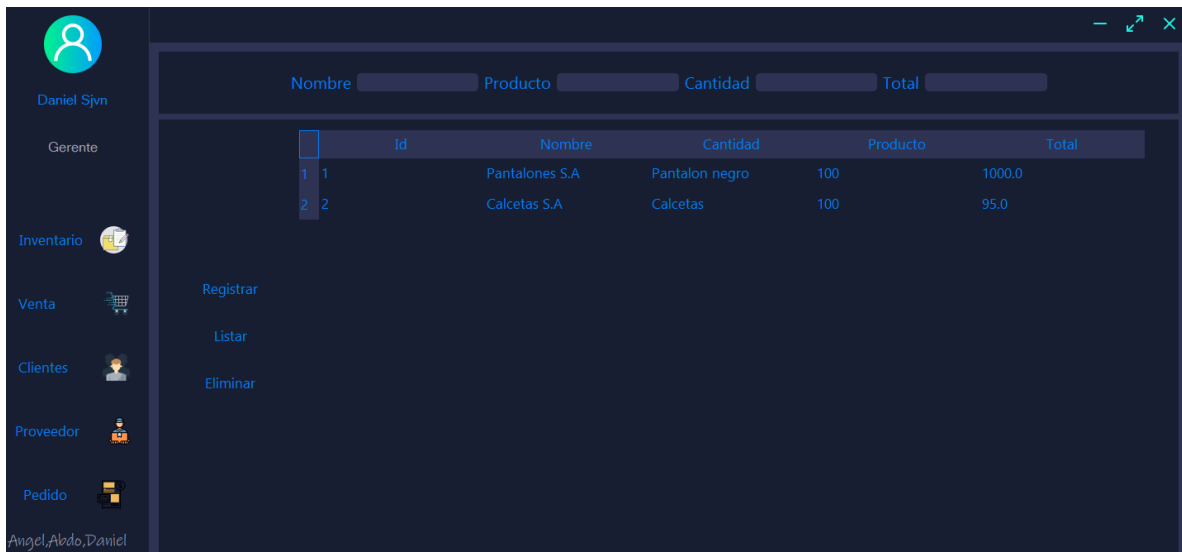 Daniel Sjvn
Gerente
Inventario
Venta
Clientes
Proveedor
Pedido
Angel,Abdo,Daniel
Nombre Producto Cantidad Total
Id Nombre Cantidad Producto Total
1 1 Pantalones S.A Pantalon negro 100 1000.0
2 2 Calcetas S.A Calcetas 100 95.0
Registrar
Listar
Eliminar